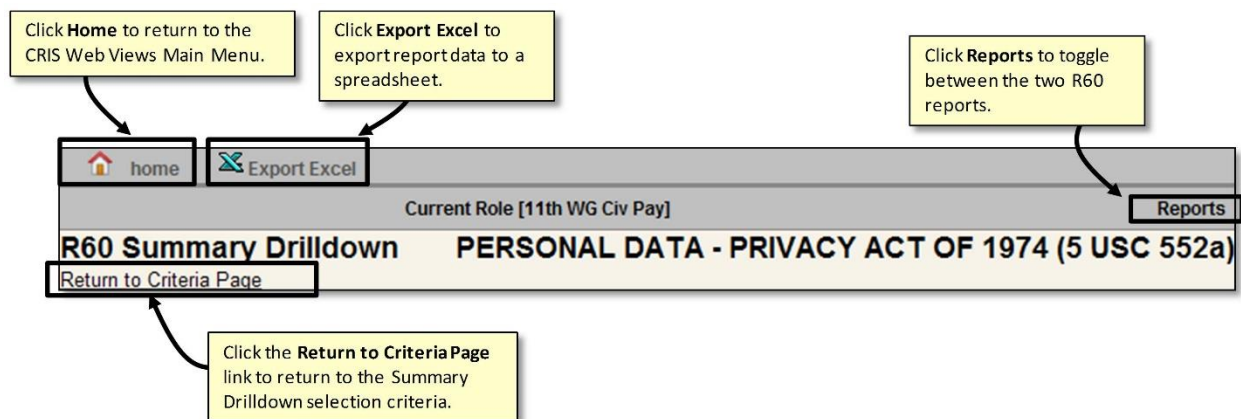 Click Home to return to the
CRIS Web Views Main Menu.
Click Export Excel to
export report data to a
spreadsheet.
Click Reports to toggle
between the two R60
reports.
home
Export Excel
Current Role [11th WG Civ Pay]
Reports
R60 Summary Drilldown PERSONAL DATA - PRIVACY ACT OF 1974 (5 USC 552a)
Return to Criteria Page
Click the Return to Criteria Page
link to return to the Summary
Drilldown selection criteria.